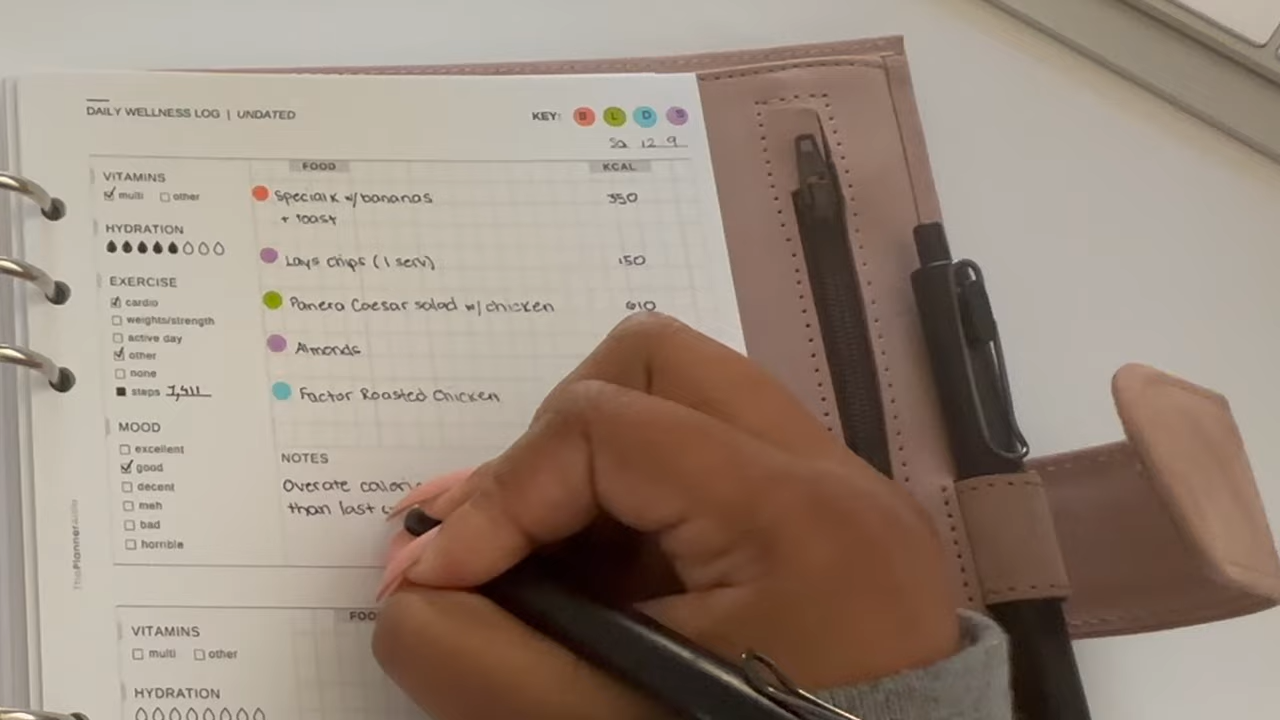 DAILY WELLNESS LOG | UNDATED
KEY: B L D S
Sa 12 9
FOOD KCAL
VITAMINS
multi other
Special K w/ bananas 350
+ toast
HYDRATION
Lays chips (1 serv) 150
EXERCISE
cardio
Panera Caesar salad w/ chicken 610
weights/strength
active day
Almonds
other
none
steps 7,411
Factor Roasted Chicken
MOOD
excellent
good
decent
meh
bad
horrible
NOTES
Overate
than last
VITAMINS
multi other
HYDRATION